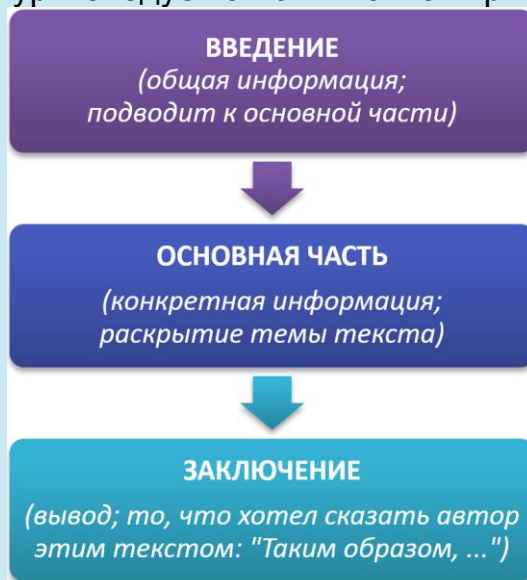 ВВЕДЕНИЕ
(общая информация;
подводит к основной части)
ОСНОВНАЯ ЧАСТЬ
(конкретная информация;
раскрытие темы текста)
ЗАКЛЮЧЕНИЕ
(вывод; то, что хотел сказать автор
этим текстом: "Таким образом, ...")